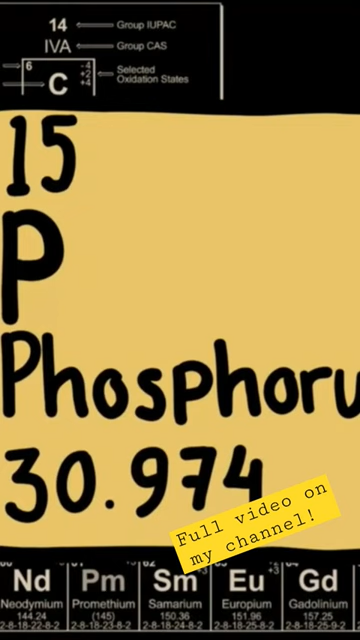 14 Group IUPAC
IVA Group CAS
6 -4
+2
C +4
Selected
Oxidation States
15
P
Phosphoru
30.974
Full video on
my channel!
Nd Pm Sm Eu Gd
Neodymium Promethium Samarium Europium Gadolinium
144.24 (145) 150.36 151.96 157.25
2-8-18-22-8-2 2-8-18-23-8-2 2-8-18-24-8-2 2-8-18-25-8-2 2-8-18-25-9-2